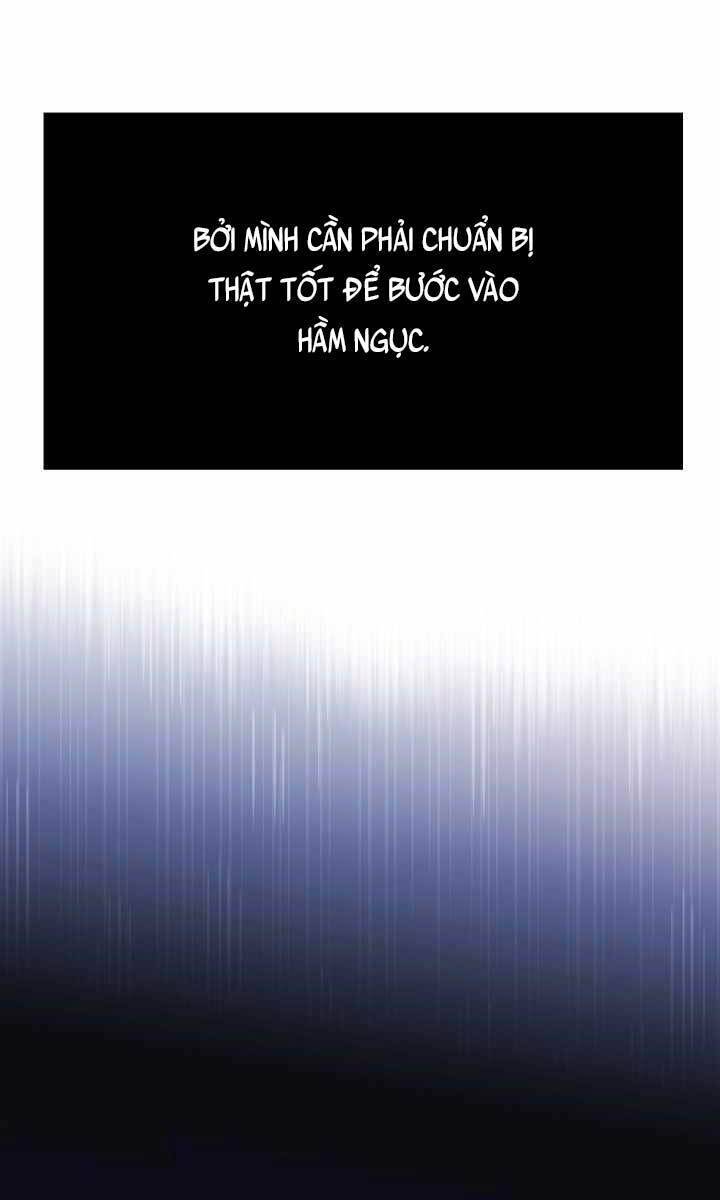 BỞI MÌNH CẦN PHẢI CHUẨN BỊ
THẬT TỐT ĐỂ BƯỚC VÀO
HẦM NGỤC.